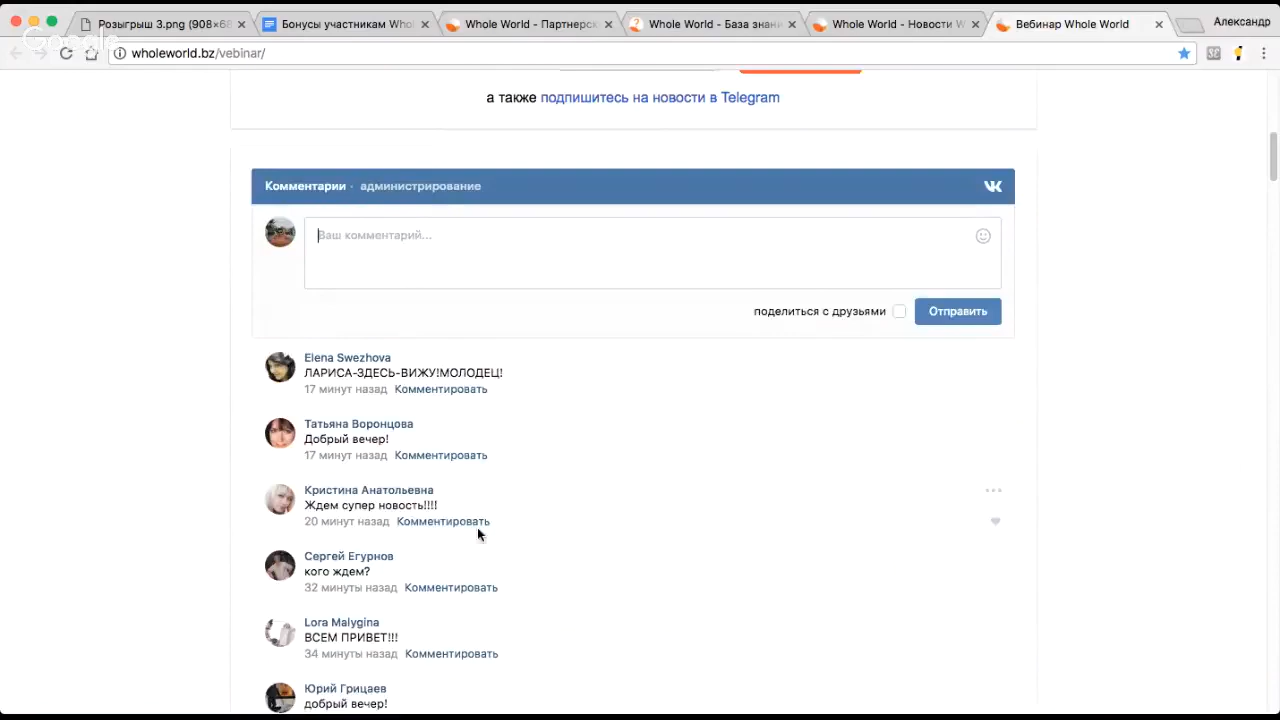 Розыгрыш 3.png (908×68
Бонусы участникам Whol
Whole World - Партнерск
Whole World - База знани
Whole World - Новости W
Вебинар Whole World
Александр
Google
wholeworld.bz/vebinar/
а также подпишитесь на новости в Telegram
Комментарии · администрирование
Ваш комментарий...
поделиться с друзьями
Отправить
Elena Swezhova
ЛАРИСА-ЗДЕСЬ-ВИЖУ!МОЛОДЕЦ!
17 минут назад Комментировать
Татьяна Воронцова
Добрый вечер!
17 минут назад Комментировать
Кристина Анатольевна
Ждем супер новость!!!!
20 минут назад Комментировать
Сергей Егурнов
кого ждем?
32 минуты назад Комментировать
Lora Malygina
ВСЕМ ПРИВЕТ!!!
34 минуты назад Комментировать
Юрий Грицаев
добрый вечер!